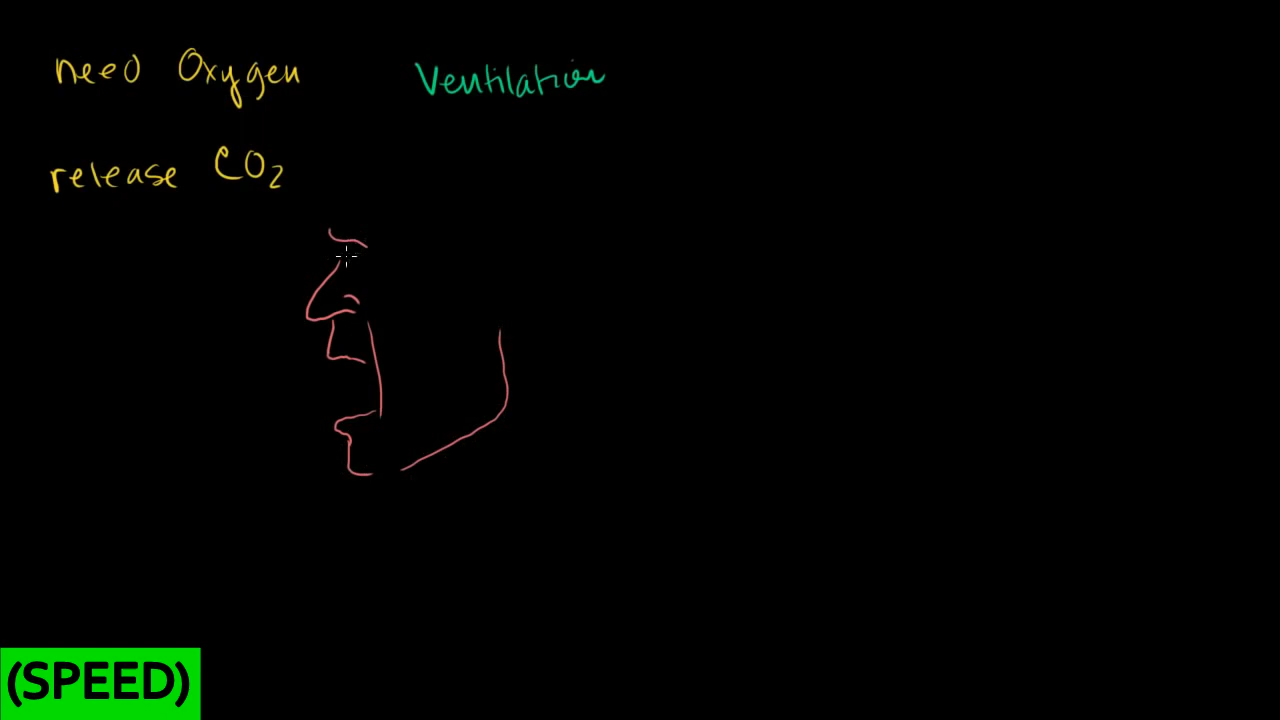 need Oxygen
Ventilation
release CO₂
(SPEED)